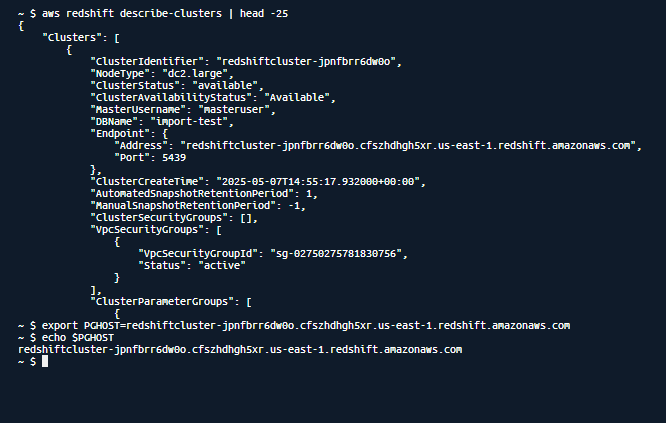 ~ $ aws redshift describe-clusters | head -25
{
    "Clusters": [
        {
            "ClusterIdentifier": "redshiftcluster-jpnfbrr6dw0o",
            "NodeType": "dc2.large",
            "ClusterStatus": "available",
            "ClusterAvailabilityStatus": "Available",
            "MasterUsername": "masteruser",
            "DBName": "import-test",
            "Endpoint": {
                "Address": "redshiftcluster-jpnfbrr6dw0o.cfszhdhgh5xr.us-east-1.redshift.amazonaws.com",
                "Port": 5439
            },
            "ClusterCreateTime": "2025-05-07T14:55:17.932000+00:00",
            "AutomatedSnapshotRetentionPeriod": 1,
            "ManualSnapshotRetentionPeriod": -1,
            "ClusterSecurityGroups": [],
            "VpcSecurityGroups": [
                {
                    "VpcSecurityGroupId": "sg-02750275781830756",
                    "Status": "active"
                }
            ],
            "ClusterParameterGroups": [
                {
~ $ export PGHOST=redshiftcluster-jpnfbrr6dw0o.cfszhdhgh5xr.us-east-1.redshift.amazonaws.com
~ $ echo $PGHOST
redshiftcluster-jpnfbrr6dw0o.cfszhdhgh5xr.us-east-1.redshift.amazonaws.com
~ $